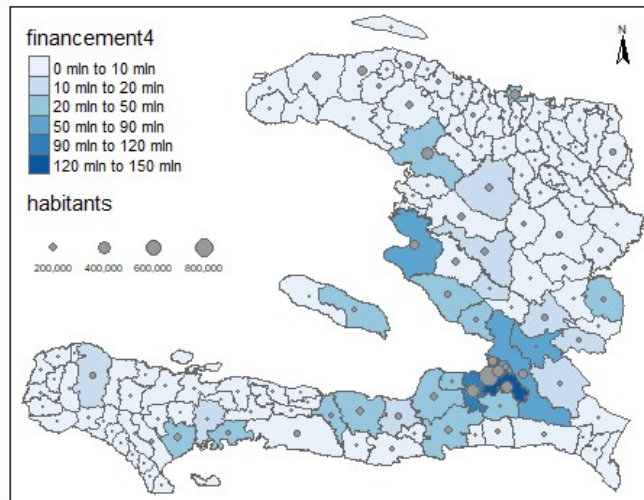 financement4
N
0 mln to 10 mln
10 mln to 20 mln
20 mln to 50 mln
50 mln to 90 mln
90 mln to 120 mln
120 mln to 150 mln
habitants
200,000 400,000 600,000 800,000